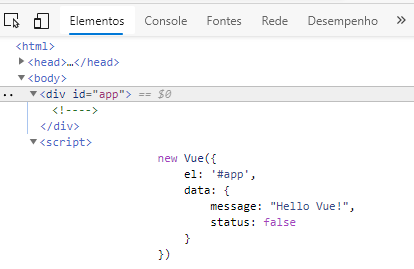 Elementos Console Fontes Rede Desempenho
<html>
<head>…</head>
<body>
<div id="app"> == $0
<!---->
</div>
<script>
new Vue({
el: '#app',
data: {
message: "Hello Vue!",
status: false
}
})